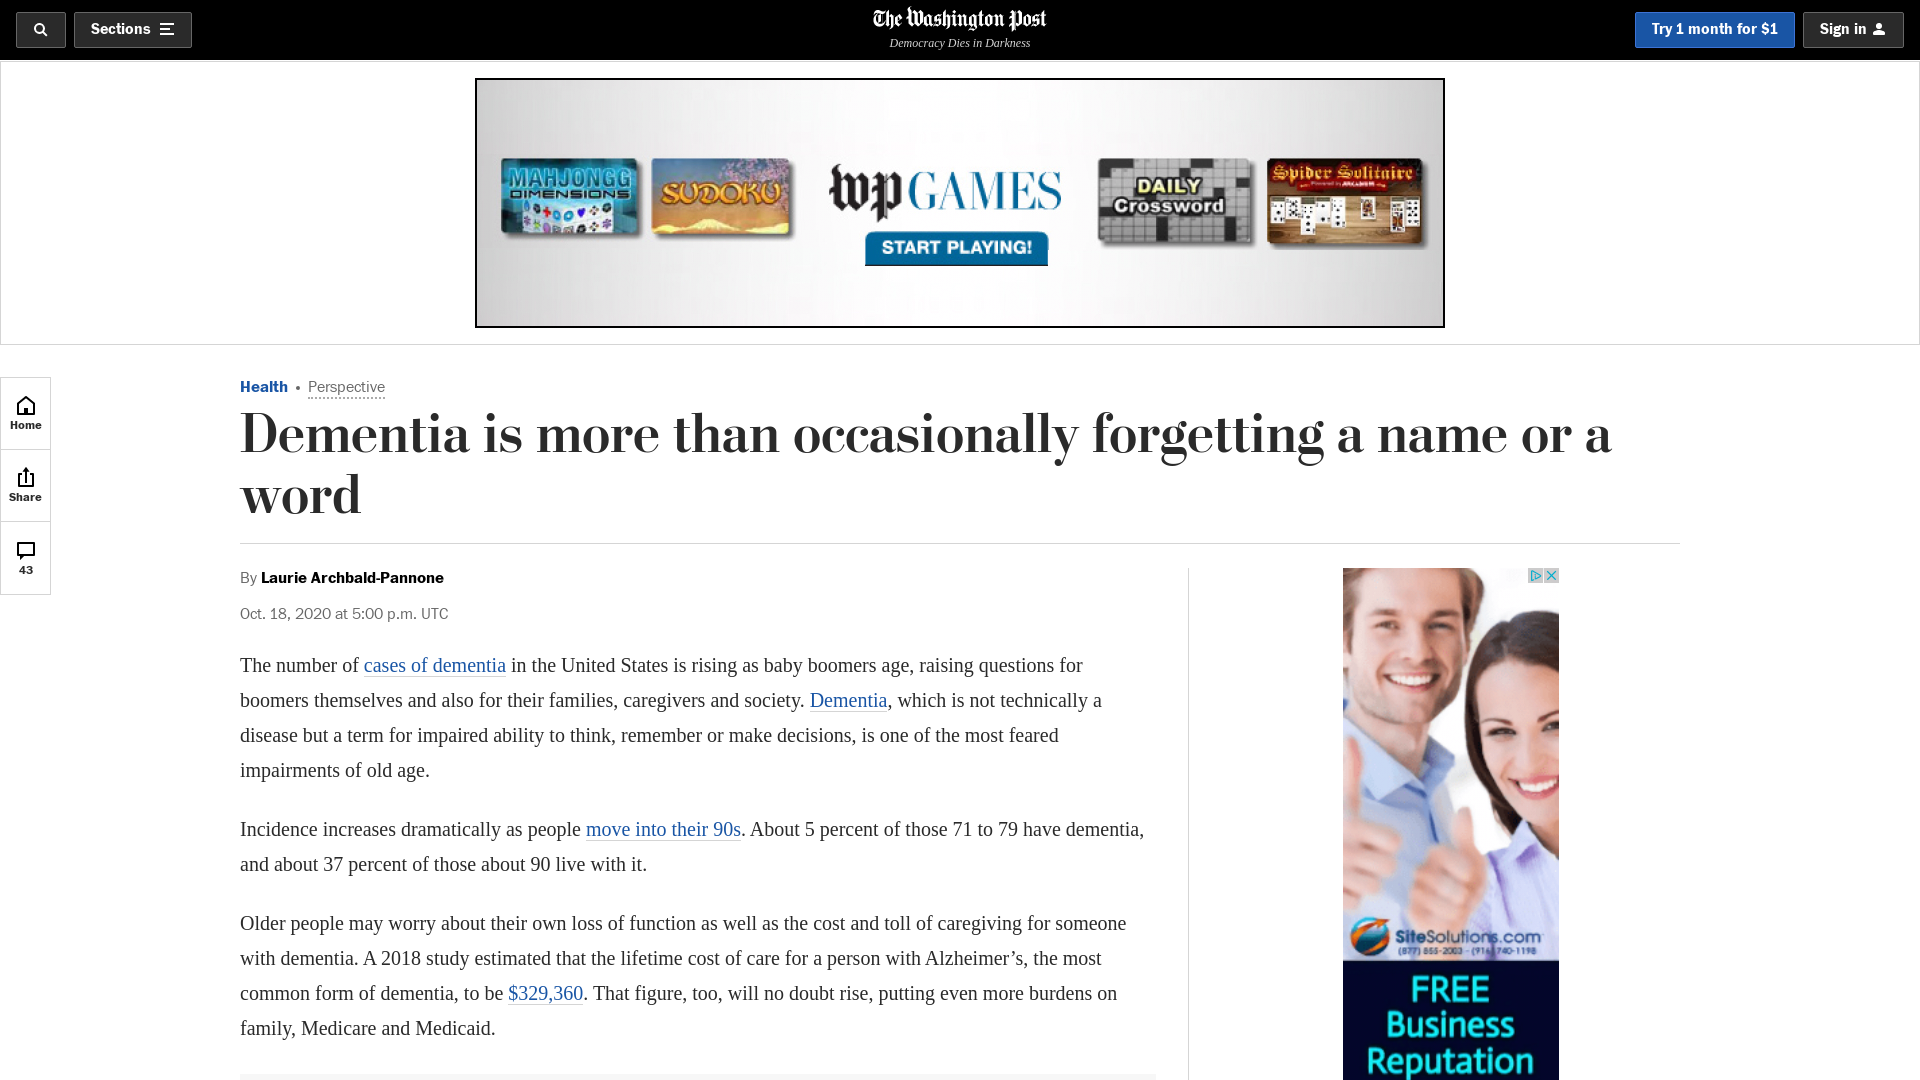 Sections
The Washington Post
Democracy Dies in Darkness
Try 1 month for $1
Sign in
MAHJONGG
DIMENSIONS
SUDOKU
wp GAMES
START PLAYING!
DAILY
Crossword
Spider Solitaire
Home
Share
43
Health • Perspective
Dementia is more than occasionally forgetting a name or a
word
By Laurie Archbald-Pannone
Oct. 18, 2020 at 5:00 p.m. UTC
The number of cases of dementia in the United States is rising as baby boomers age, raising questions for
boomers themselves and also for their families, caregivers and society. Dementia, which is not technically a
disease but a term for impaired ability to think, remember or make decisions, is one of the most feared
impairments of old age.
Incidence increases dramatically as people move into their 90s. About 5 percent of those 71 to 79 have dementia,
and about 37 percent of those about 90 live with it.
Older people may worry about their own loss of function as well as the cost and toll of caregiving for someone
with dementia. A 2018 study estimated that the lifetime cost of care for a person with Alzheimer’s, the most
common form of dementia, to be $329,360. That figure, too, will no doubt rise, putting even more burdens on
family, Medicare and Medicaid.
SiteSolutions.com
(877) 855-2003 - (916) 740-1198
FREE
Business
Reputation